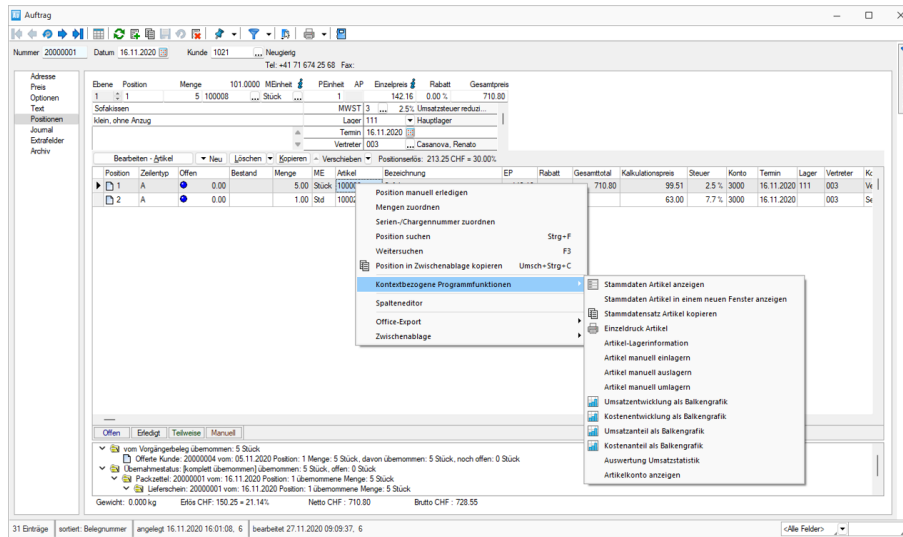 Auftrag
Nummer 20000001 Datum 16.11.2020 Kunde 1021 ... Neugierig
Tel: +41 71 674 25 68 Fax:
Adresse
Preis
Optionen
Text
Positionen
Journal
Extrafelder
Archiv
Ebene Position Menge 101.0000 MEinheit PEinheit AP Einzelpreis Rabatt Gesamtpreis
1 1 5 100008 ... Stück ... 1 142.16 0.00 % 710.80
Sofakissen MWST 3 ... 2.5% Umsatzsteuer reduzi...
klein, ohne Anzug Lager 111 Hauptlager
Termin 16.11.2020
Vertreter 003 ... Casanova, Renato
Bearbeiten - Artikel Neu Löschen Kopieren Verschieben Positionserlös: 213.25 CHF = 30.00%
Position Zeilentyp Offen Bestand Menge ME Artikel Bezeichnung EP Rabatt Gesamttotal Kalkulationspreis Steuer Konto Termin Lager Vertreter
1 A 0.00 5.00 Stück 710.80 99.51 2.5 % 3000 16.11.2020 111 003
2 A 0.00 1.00 Std 63.00 7.7 % 3000 16.11.2020 003
Position manuell erledigen
Mengen zuordnen
Serien-/Chargennummer zuordnen
Position suchen Strg+F
Weitersuchen F3
Position in Zwischenablage kopieren Umsch+Strg+C
Kontextbezogene Programmfunktionen
Spalteneditor
Office-Export
Zwischenablage
Stammdaten Artikel anzeigen
Stammdaten Artikel in einem neuen Fenster anzeigen
Stammdatensatz Artikel kopieren
Einzeldruck Artikel
Artikel-Lagerinformation
Artikel manuell einlagern
Artikel manuell auslagern
Artikel manuell umlagern
Umsatzentwicklung als Balkengrafik
Kostenentwicklung als Balkengrafik
Umsatzanteil als Balkengrafik
Kostenanteil als Balkengrafik
Auswertung Umsatzstatistik
Artikelkonto anzeigen
Offen Erledigt Teilweise Manuell
vom Vorgängerbeleg übernommen: 5 Stück
Offerte Kunde: 20000004 vom: 05.11.2020 Position: 1 Menge: 5 Stück, davon übernommen: 5 Stück, noch offen: 0 Stück
Übernahmestatus: [komplett übernommen] übernommen: 5 Stück, offen: 0 Stück
Packzettel: 20000001 vom: 16.11.2020 Position: 1 übernommene Menge: 5 Stück
Lieferschein: 20000001 vom: 16.11.2020 Position: 1 übernommene Menge: 5 Stück
Gewicht: 0.000 kg Erlös CHF: 150.25 = 21.14% Netto CHF : 710.80 Brutto CHF : 728.55
31 Einträge sortiert: Belegnummer angelegt 16.11.2020 16:01:08, 6 bearbeitet 27.11.2020 09:09:37, 6 <Alle Felder>